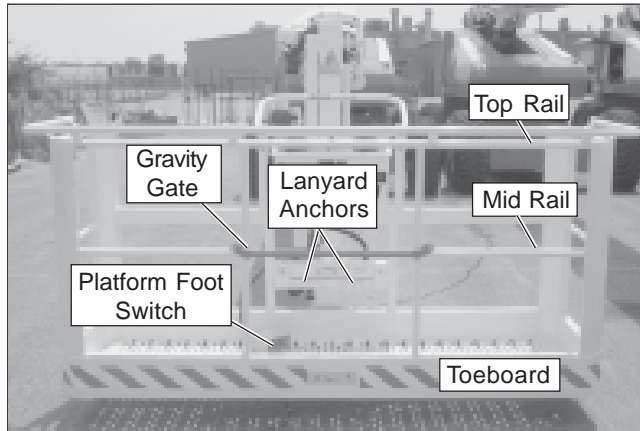 Top Rail
Gravity
Gate
Lanyard
Anchors
Mid Rail
Platform Foot
Switch
Toeboard